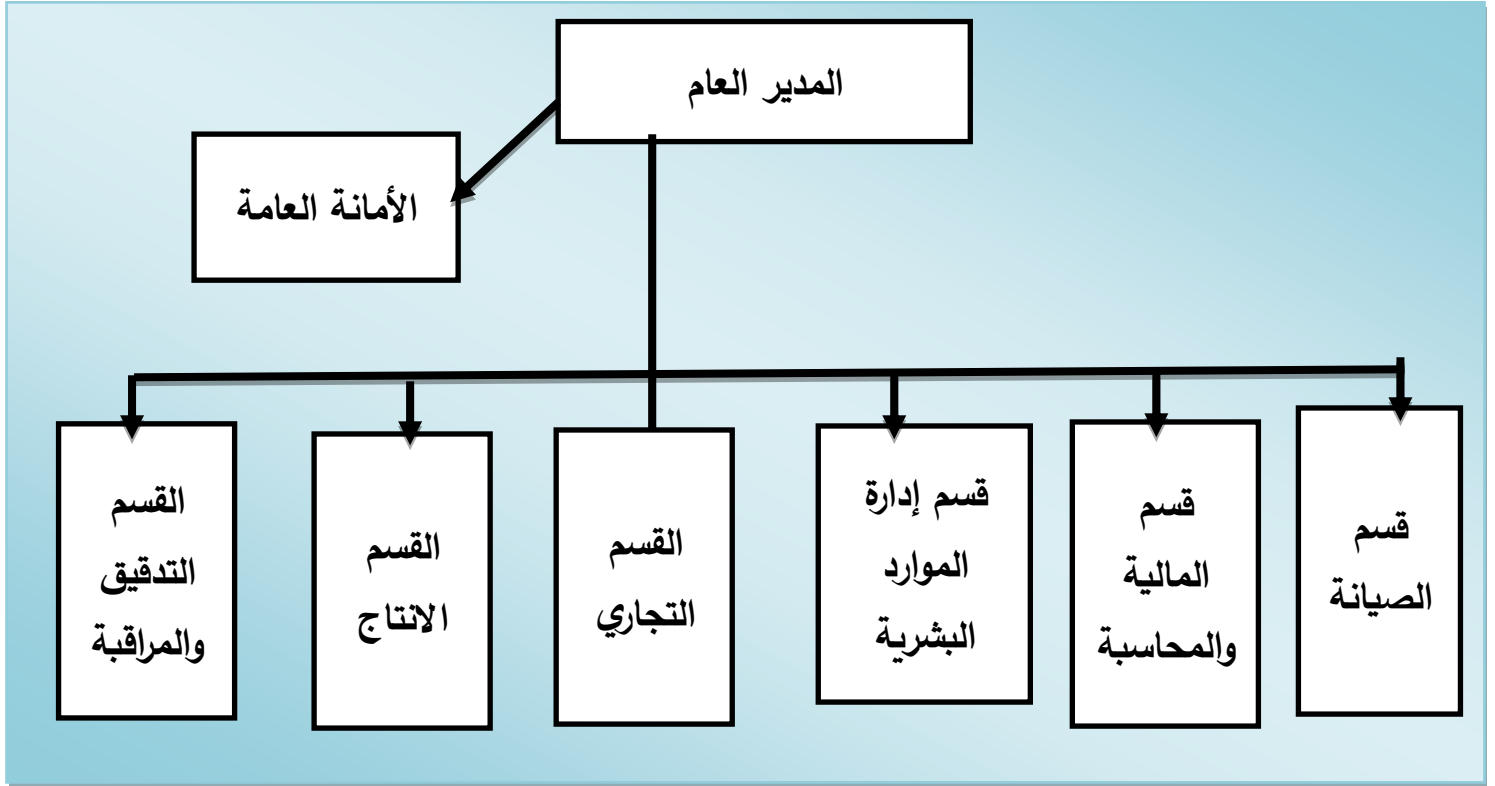 المدير العام
الأمانة العامة
قسم
الصيانة
قسم
المالية
والمحاسبة
قسم إدارة
الموارد
البشرية
القسم
التجاري
القسم
الانتاج
القسم
التدقيق
والمراقبة